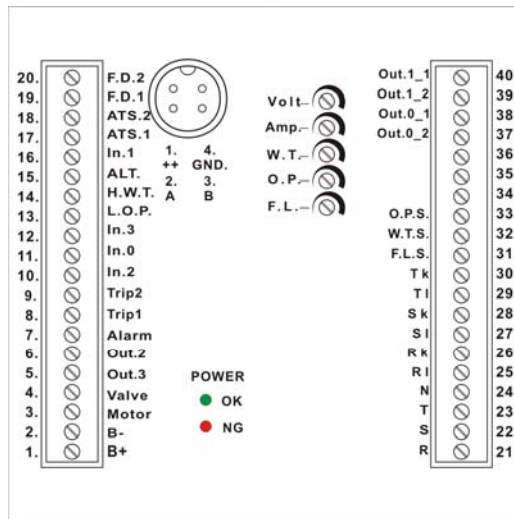 20. F.D.2
19. F.D.1
18. ATS.2
17. ATS.1
16. In.1
15. ALT.
14. H.W.T.
13. L.O.P.
12. In.3
11. In.0
10. In.2
9. Trip2
8. Trip1
7. Alarm
6. Out.2
5. Out.3
4. Valve
3. Motor
2. B-
1. B+
1. 4.
++ GND.
2. 3.
A B
Volt
Amp.
W.T.
O.P.
F.L.
POWER
OK
NG
Out.1_1 40
Out.1_2 39
Out.0_1 38
Out.0_2 37
36
35
34
O.P.S. 33
W.T.S. 32
F.L.S. 31
Tk 30
Tl 29
Sk 28
Sl 27
Rk 26
Rl 25
N 24
T 23
S 22
R 21